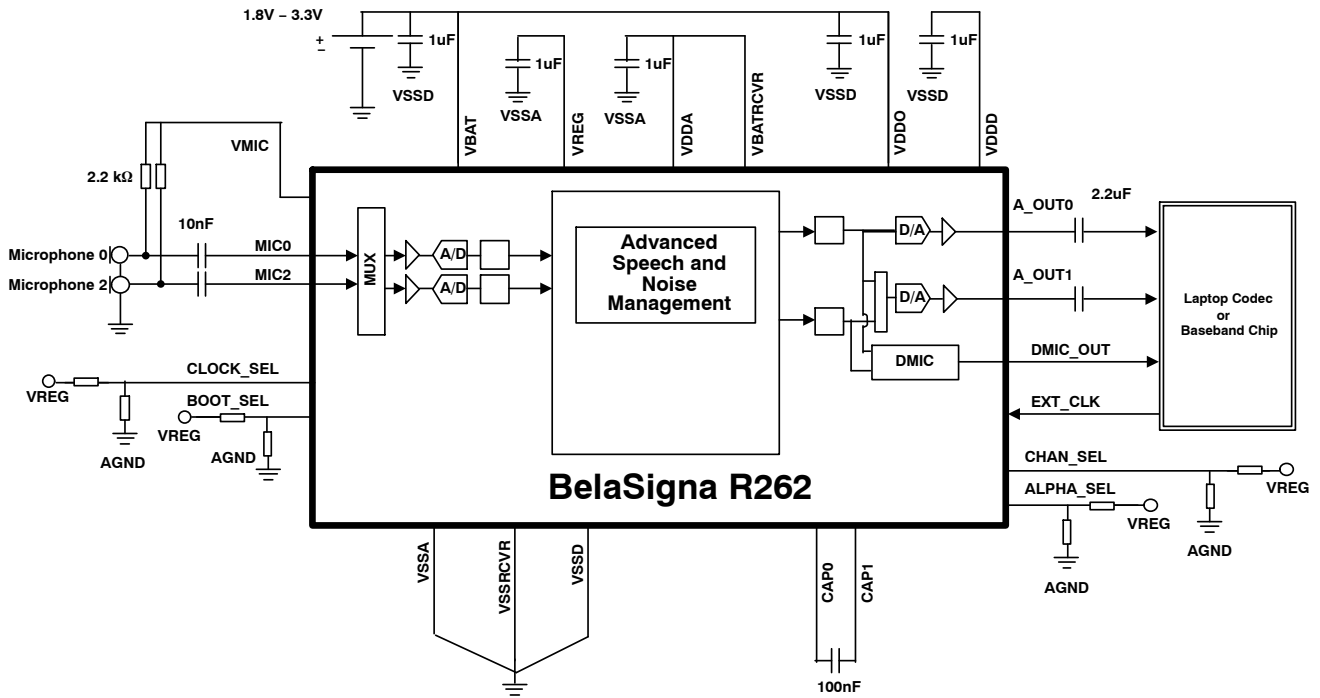 1.8V – 3.3V
+
–
1uF
VSSD
1uF
VSSA
1uF
VSSA
1uF
VSSD
1uF
VSSD
VBAT
VREG
VDDA
VBATRCVR
VDDO
VDDD
VMIC
2.2 kΩ
10nF
Microphone 0
MIC0
Microphone 2
MIC2
MUX
A/D
A/D
Advanced
Speech and
Noise
Management
D/A
D/A
DMIC
A_OUT0
2.2uF
A_OUT1
DMIC_OUT
EXT_CLK
Laptop Codec
or
Baseband Chip
CLOCK_SEL
VREG
AGND
BOOT_SEL
VREG
AGND
CHAN_SEL
VREG
AGND
ALPHA_SEL
VREG
AGND
BelaSigna R262
VSSA
VSSRCVR
VSSD
CAP0
CAP1
100nF